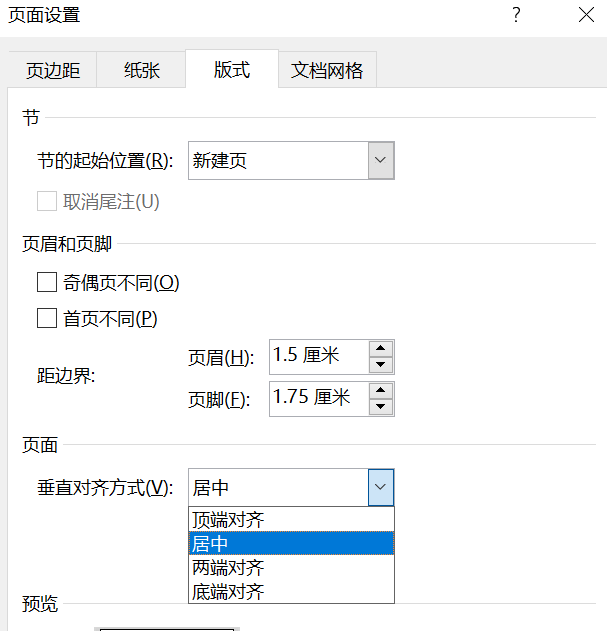 页面设置 ?
页边距 纸张 版式 文档网格
节
节的起始位置(R): 新建页
取消尾注(U)
页眉和页脚
奇偶页不同(O)
首页不同(P)
页眉(H): 1.5 厘米
距边界:
页脚(F): 1.75 厘米
页面
垂直对齐方式(V): 居中
顶端对齐
居中
两端对齐
底端对齐
预览